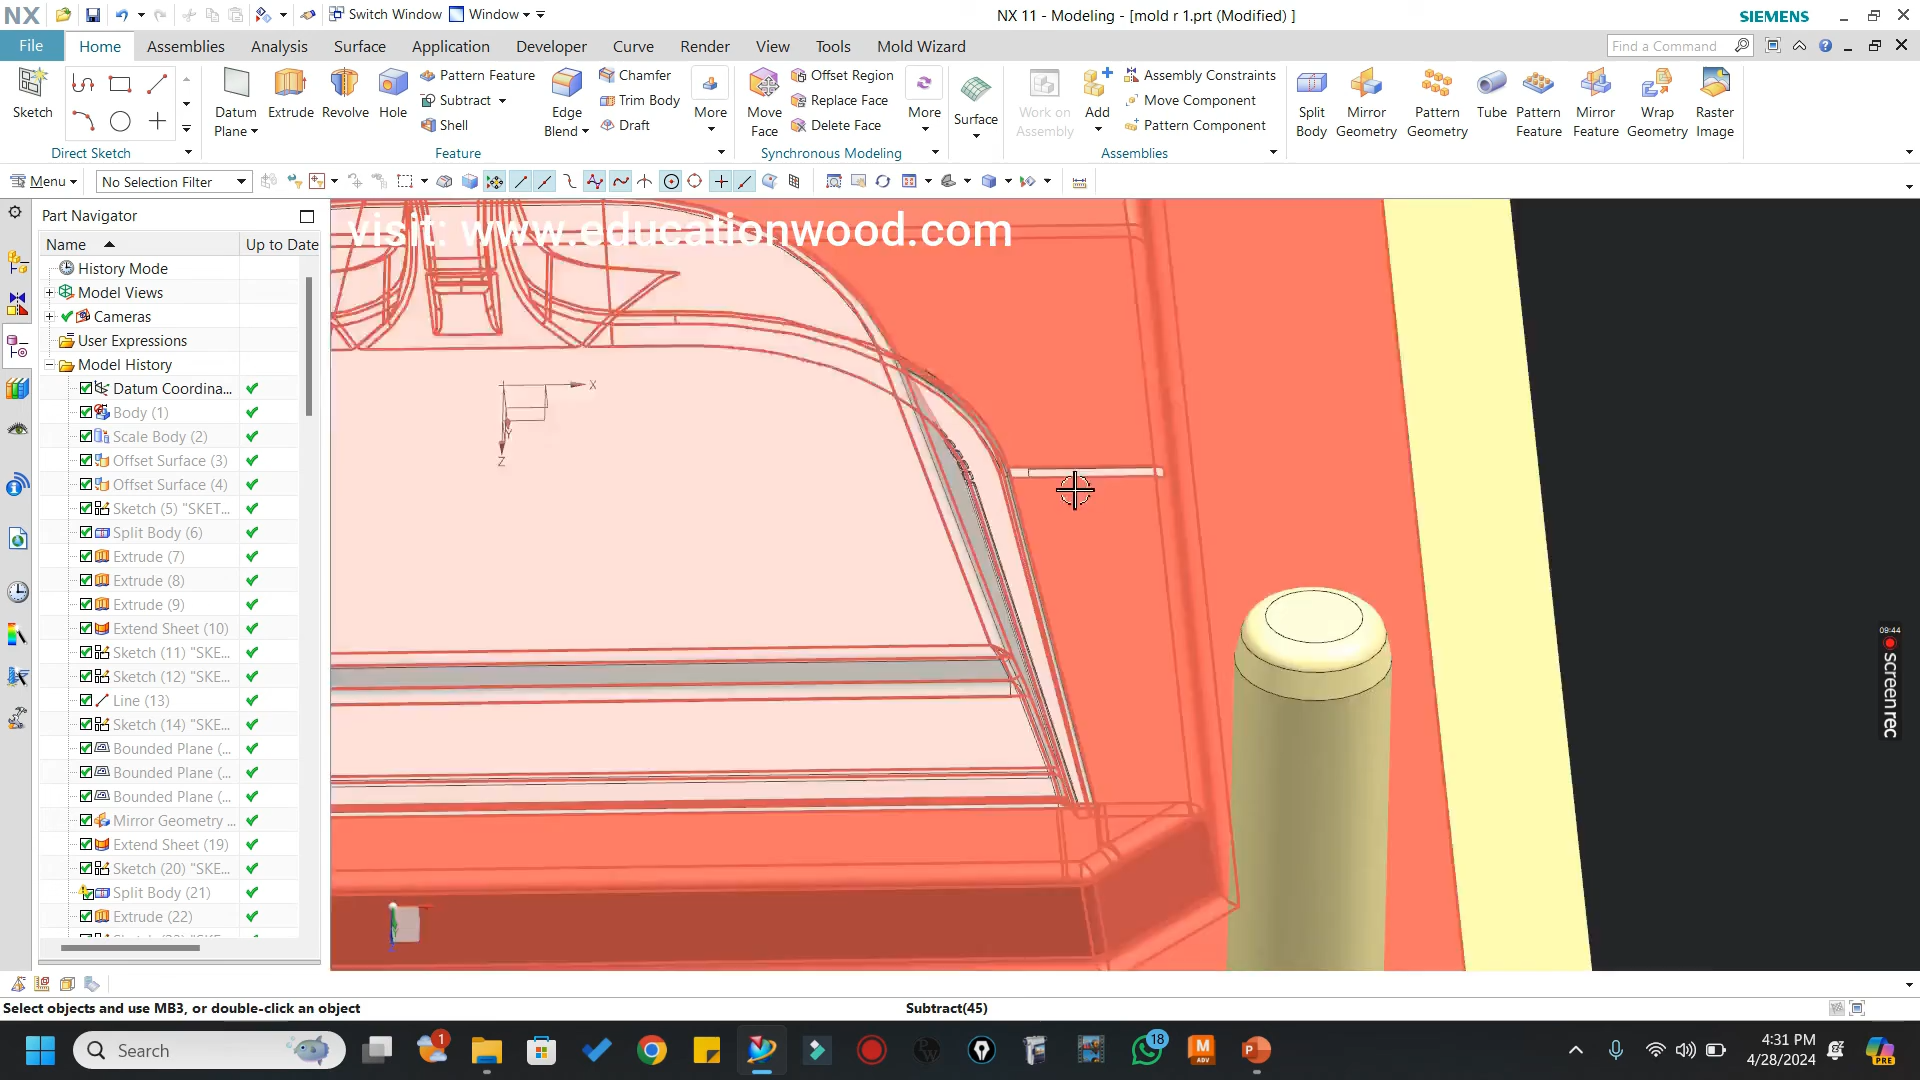 NX
Switch Window
Window
NX 11 - Modeling - [mold r 1.prt (Modified) ]
SIEMENS
File
Home
Assemblies
Analysis
Surface
Curve
Application
Developer
Render
View
Tools
Mold Wizard
Find a Command
Sketch
Direct Sketch
Datum
Plane
Extrude
Revolve
Hole
Pattern Feature
Subtract
Shell
Edge
Blend
Chamfer
Trim Body
Draft
More
Feature
Move
Face
Offset Region
Replace Face
Delete Face
More
Synchronous Modeling
Surface
Work on
Assembly
Add
Assembly Constraints
Move Component
Pattern Component
Assemblies
Split
Body
Mirror
Geometry
Pattern
Geometry
Tube
Pattern
Feature
Mirror
Feature
Wrap
Geometry
Raster
Image
Menu
No Selection Filter
Part Navigator
Name
Up to Date
History Mode
Model Views
Cameras
User Expressions
Model History
Datum Coordina...
Body (1)
Scale Body (2)
Offset Surface (3)
Offset Surface (4)
Sketch (5) "SKET...
Split Body (6)
Extrude (7)
Extrude (8)
Extrude (9)
Extend Sheet (10)
Sketch (11) "SKE...
Sketch (12) "SKE...
Line (13)
Sketch (14) "SKE...
Bounded Plane (...
Bounded Plane (...
Bounded Plane (...
Mirror Geometry ...
Extend Sheet (19)
Sketch (20) "SKE...
Split Body (21)
Extrude (22)
visit: www.educationwood.com
X
Y
Z
09:44
screenrec
Select objects and use MB3, or double-click an object
Subtract(45)
Search
1
18
M
ADV
P
4:31 PM
4/28/2024
PRE